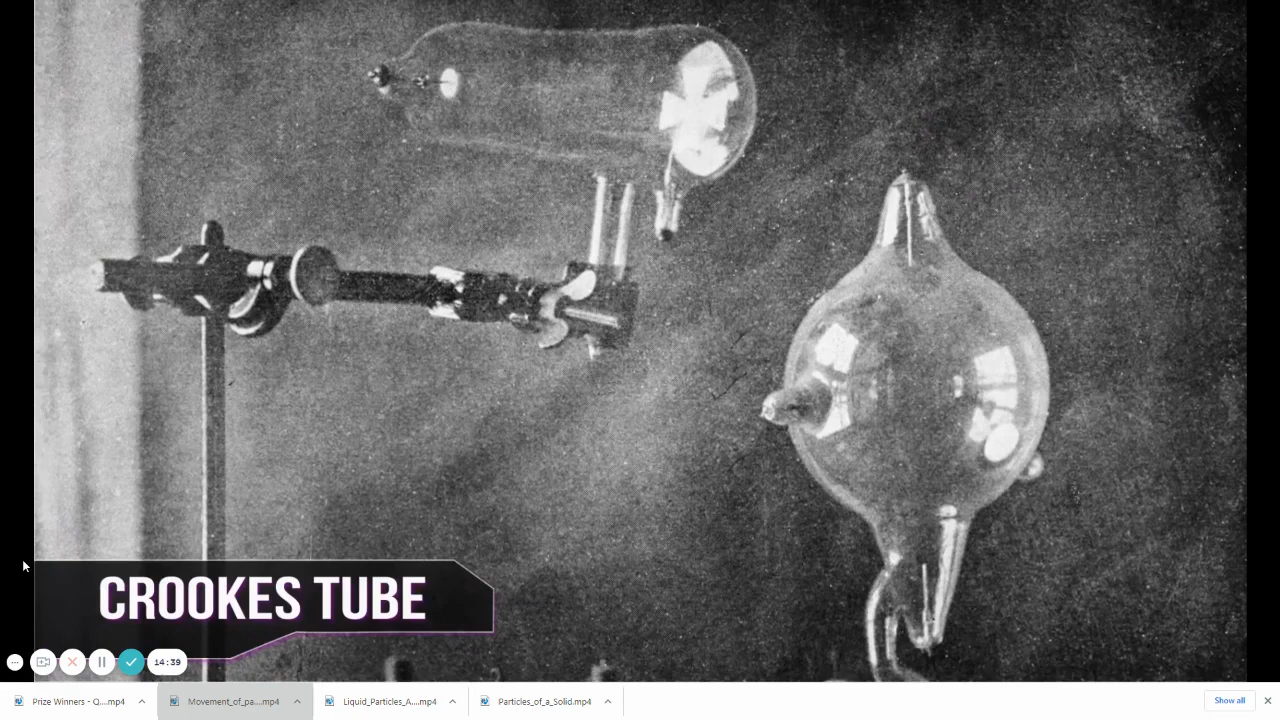 CROOKES TUBE
14:39
Prize Winners - Q....mp4
Movement_of_pa....mp4
Liquid_Particles_A....mp4
Particles_of_a_Solid.mp4
Show all